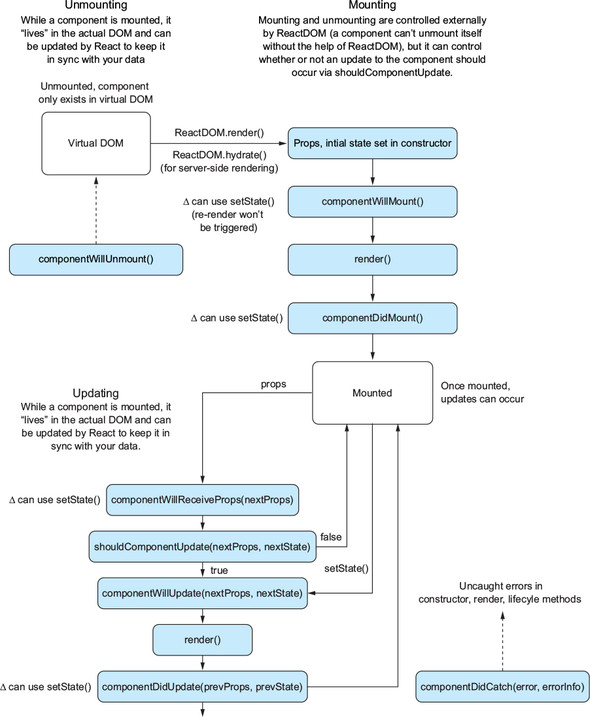 Unmounting
While a component is mounted, it
“lives” in the actual DOM and can
be updated by React to keep it
in sync with your data
Mounting
Mounting and unmounting are controlled externally
by ReactDOM (a component can’t unmount itself
without the help of ReactDOM), but it can control
whether or not an update to the component should
occur via shouldComponentUpdate.
Unmounted, component
only exists in virtual DOM
Virtual DOM
ReactDOM.render()
ReactDOM.hydrate()
(for server-side rendering)
Props, intial state set in constructor
Δ can use setState()
(re-render won’t
be triggered)
componentWillMount()
componentWillUnmount()
render()
Δ can use setState()
componentDidMount()
Updating
While a component is mounted, it
“lives” in the actual DOM and can
be updated by React to keep it in
sync with your data.
props
Mounted
Once mounted,
updates can occur
Δ can use setState()
componentWillReceiveProps(nextProps)
shouldComponentUpdate(nextProps, nextState)
false
true
setState()
componentWillUpdate(nextProps, nextState)
render()
Δ can use setState()
componentDidUpdate(prevProps, prevState)
Uncaught errors in
constructor, render, lifecyle methods
componentDidCatch(error, errorInfo)